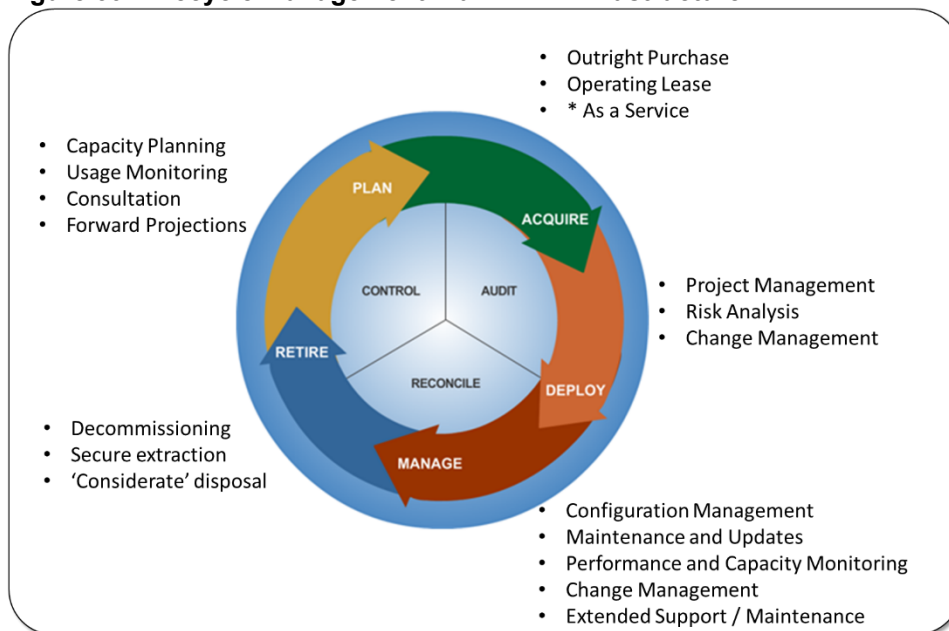 • Outright Purchase
• Operating Lease
• * As a Service
• Capacity Planning
• Usage Monitoring
• Consultation
• Forward Projections
PLAN
ACQUIRE
CONTROL
AUDIT
• Project Management
• Risk Analysis
• Change Management
RETIRE
RECONCILE
DEPLOY
• Decommissioning
• Secure extraction
• ‘Considerate’ disposal
MANAGE
• Configuration Management
• Maintenance and Updates
• Performance and Capacity Monitoring
• Change Management
• Extended Support / Maintenance